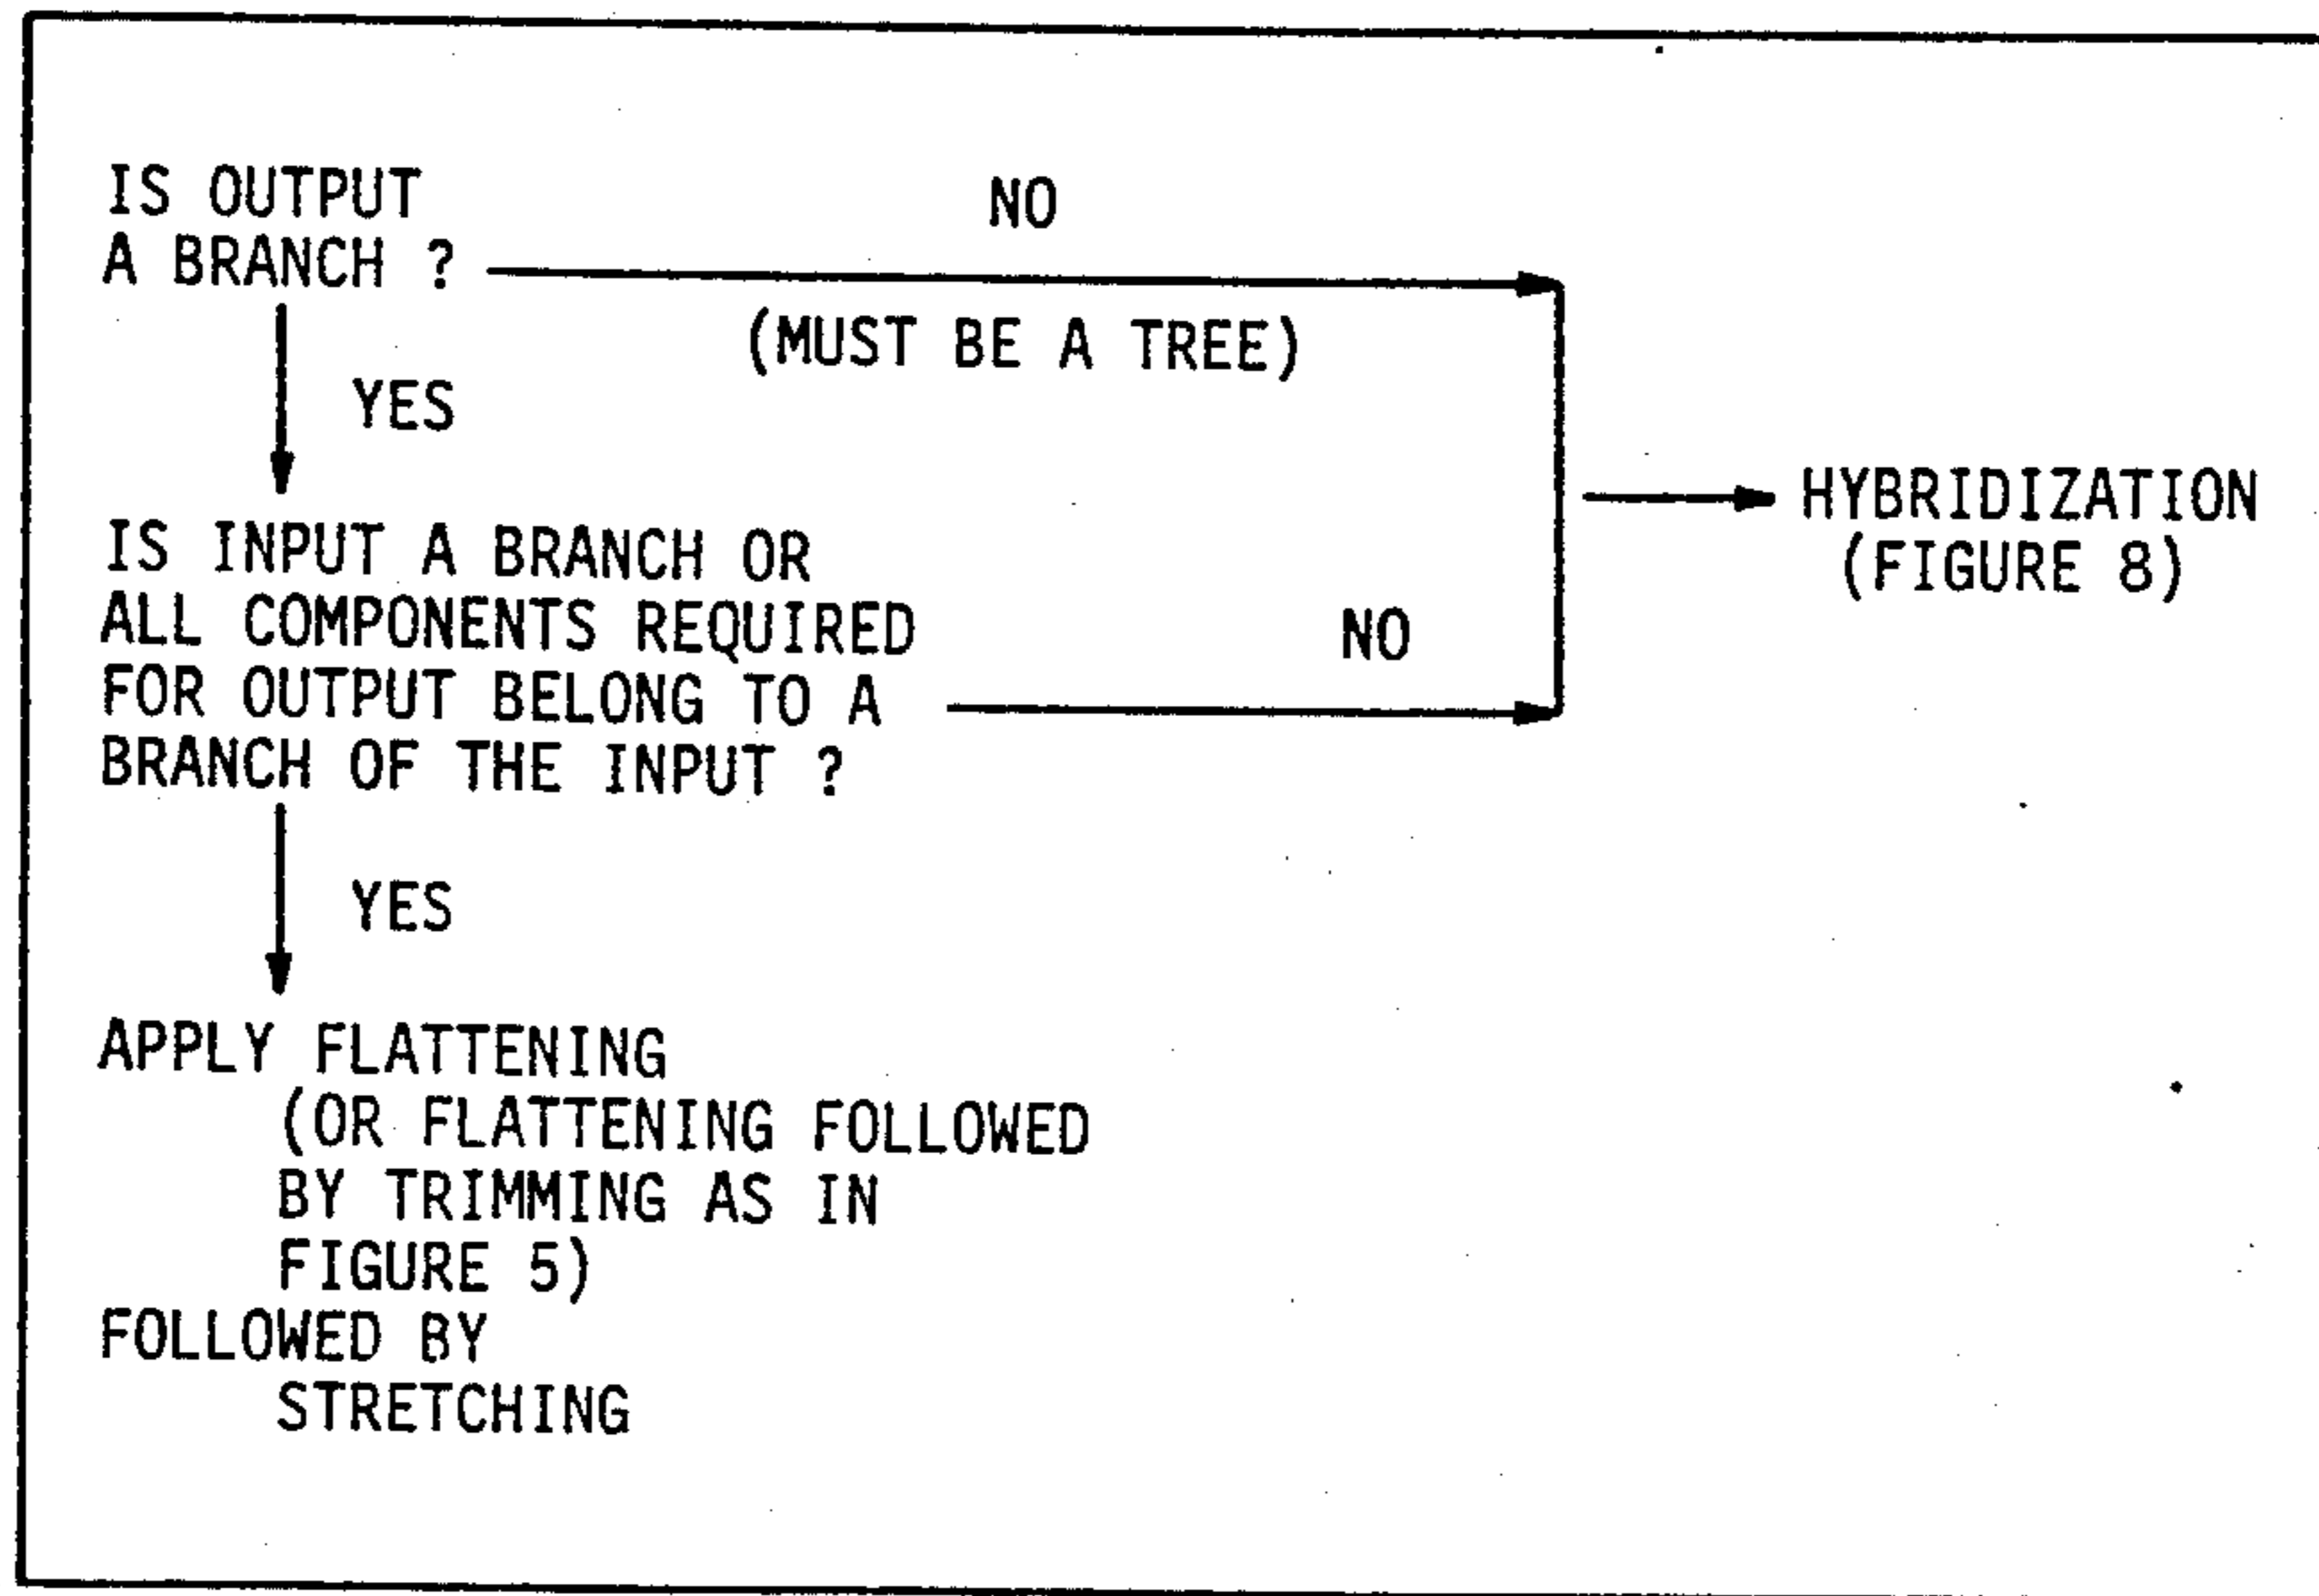 IS OUTPUT
A BRANCH ?
NO
(MUST BE A TREE)
YES
IS INPUT A BRANCH OR
ALL COMPONENTS REQUIRED
FOR OUTPUT BELONG TO A
BRANCH OF THE INPUT ?
NO
HYBRIDIZATION
(FIGURE 8)
YES
APPLY FLATTENING
(OR FLATTENING FOLLOWED
BY TRIMMING AS IN
FIGURE 5)
FOLLOWED BY
STRETCHING